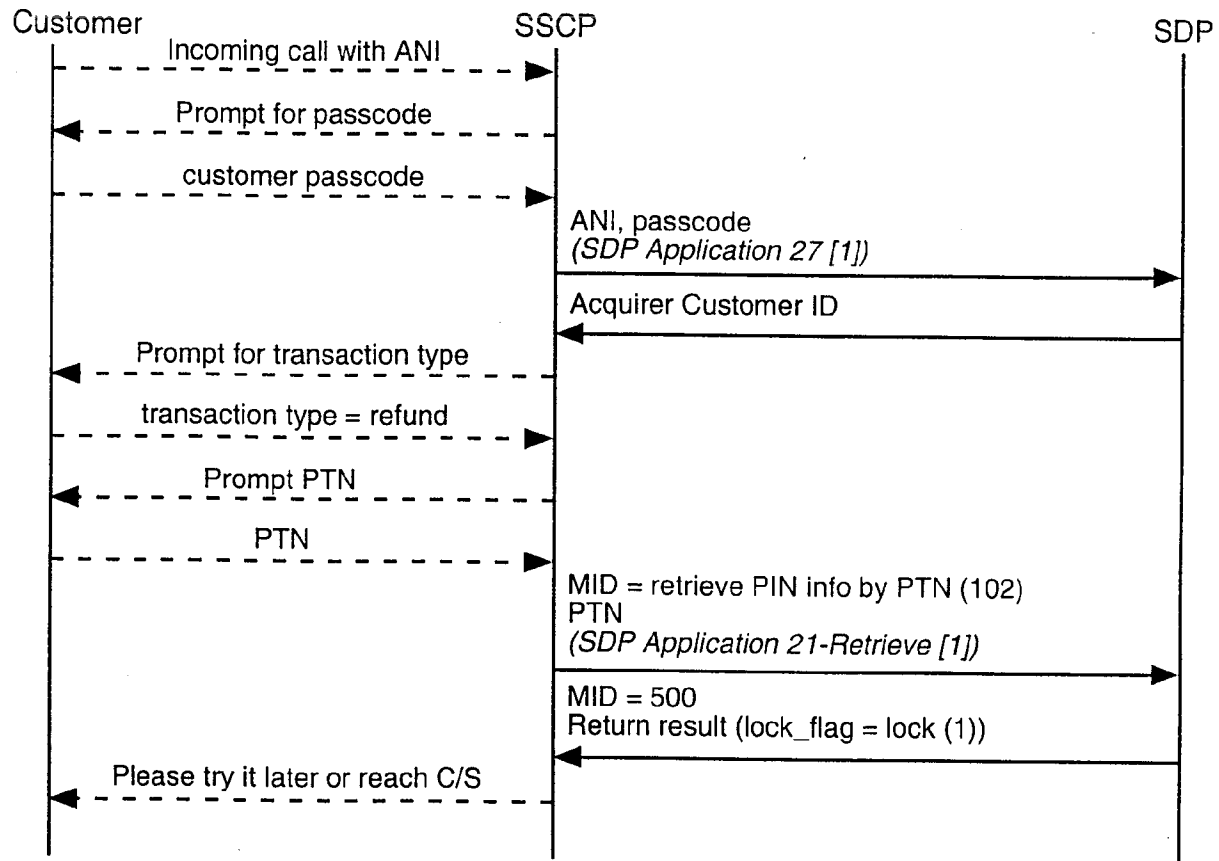 Customer
SSCP
SDP
Incoming call with ANI
Prompt for passcode
customer passcode
ANI, passcode
(SDP Application 27 [1])
Acquirer Customer ID
Prompt for transaction type
transaction type = refund
Prompt PTN
PTN
MID = retrieve PIN info by PTN (102)
PTN
(SDP Application 21-Retrieve [1])
MID = 500
Return result (lock_flag = lock (1))
Please try it later or reach C/S